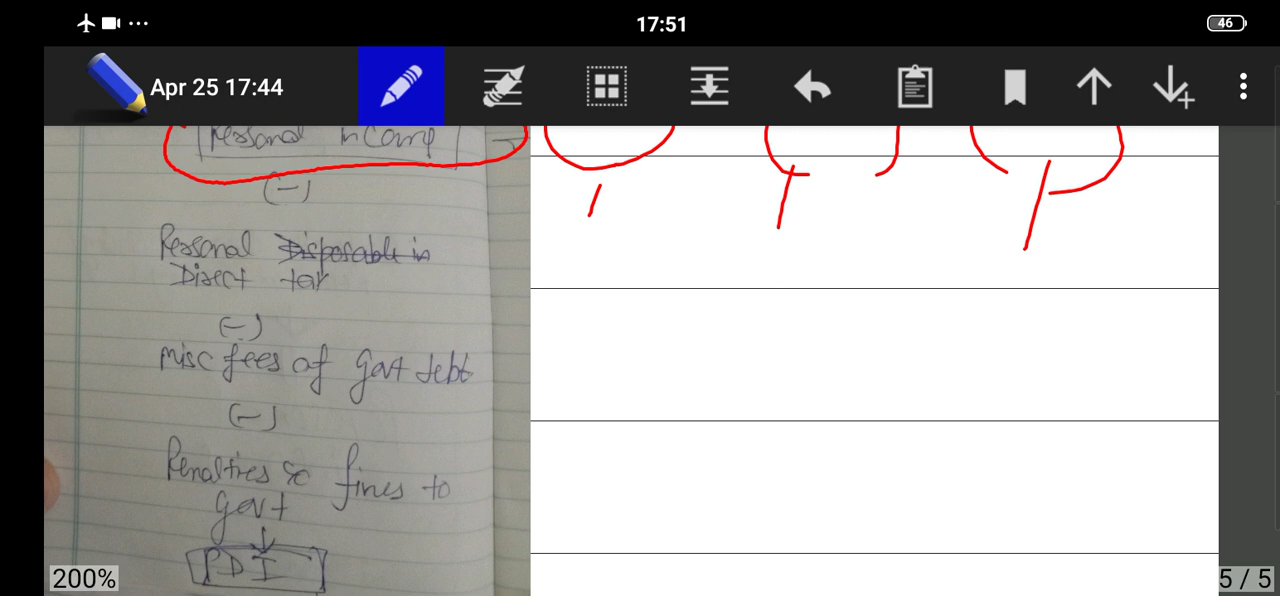 17:51
46
Apr 25 17:44
Personal Income
(-)
Personal Disposable in
Direct tax
(-)
Misc fees of Govt debt
(-)
Penalties & fines to
govt
PDI
200%
5 / 5